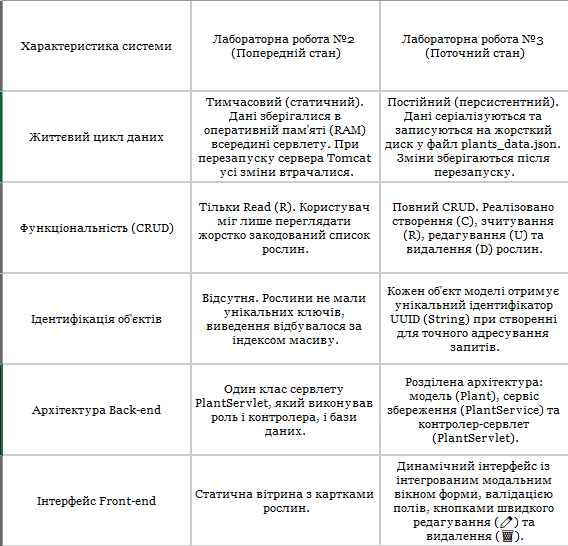 Характеристика системи
Лабораторна робота №2
(Попередній стан)
Лабораторна робота №3
(Поточний стан)
Життєвий цикл даних
Тимчасовий (статичний).
Дані зберігалися в
оперативній пам'яті (RAM)
всередині сервлету. При
перезапуску сервера Tomcat
усі зміни втрачалися.
Постійний (персистентний).
Дані серіалізуються та
записуються на жорсткий
диск у файл plants_data.json.
Зміни зберігаються після
перезапуску.
Функціональність (CRUD)
Тільки Read (R). Користувач
міг лише переглядати
жорстко закодований список
рослин.
Повний CRUD. Реалізовано
створення (C), зчитування
(R), редагування (U) та
видалення (D) рослин.
Ідентифікація об'єктів
Відсутня. Рослини не мали
унікальних ключів,
виведення відбувалося за
індексом масиву.
Кожен об'єкт моделі отримує
унікальний ідентифікатор
UUID (String) при створенні
для точного адресування
запитів.
Архітектура Back-end
Один клас сервлету
PlantServlet, який виконував
роль і контролера, і бази
даних.
Розділена архітектура:
модель (Plant), сервіс
збереження (PlantService) та
контролер-сервлет
(PlantServlet).
Інтерфейс Front-end
Статична вітрина з картками
рослин.
Динамічний інтерфейс із
інтегрованим модальним
вікном форми, валідацією
полів, кнопками швидкого
редагування (🖉) та
видалення (🗑).